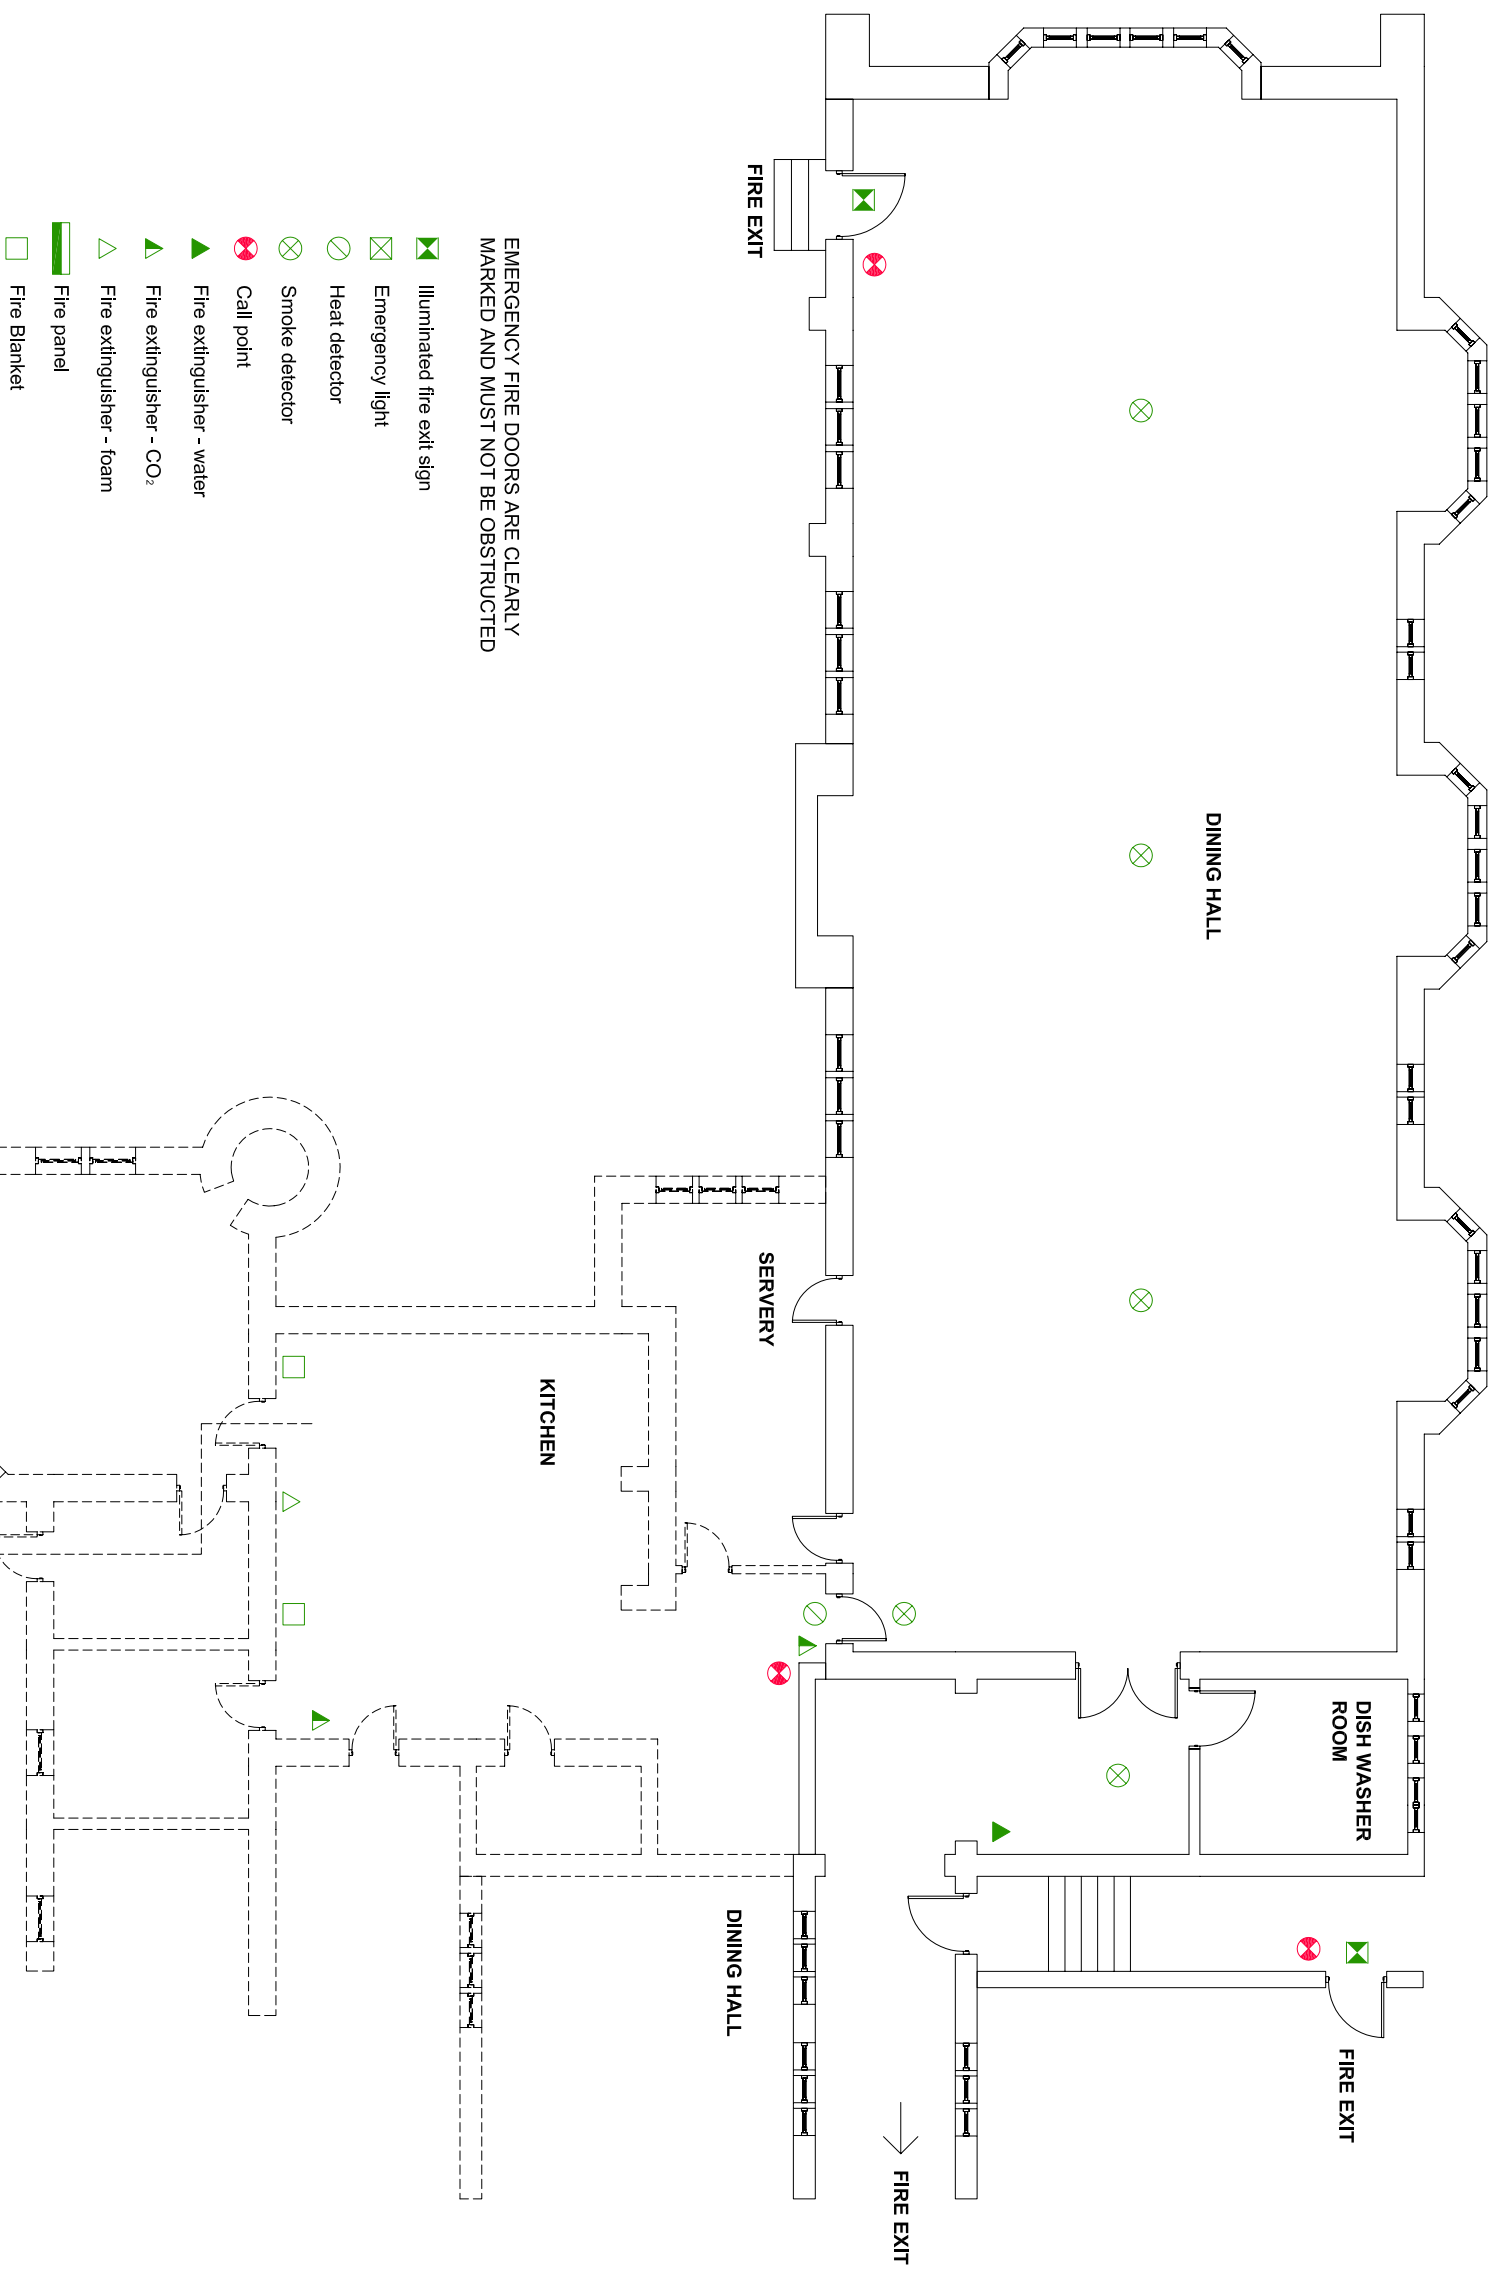 FIRE EXIT
DINING HALL
SERVERY
KITCHEN
DISH WASHER
ROOM
DINING HALL
FIRE EXIT
FIRE EXIT
EMERGENCY FIRE DOORS ARE CLEARLY
MARKED AND MUST NOT BE OBSTRUCTED
Illuminated fire exit sign
Emergency light
Heat detector
Smoke detector
Call point
Fire extinguisher - water
Fire extinguisher - CO₂
Fire extinguisher - foam
Fire panel
Fire Blanket